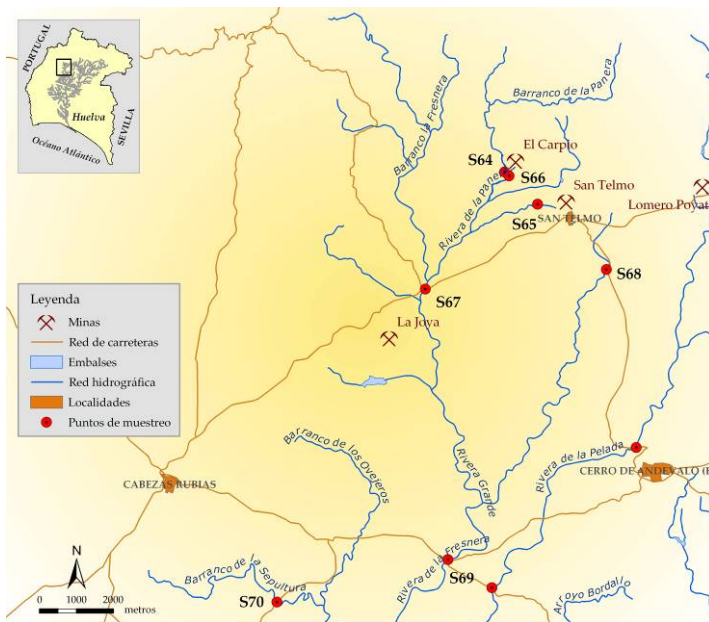 PORTUGAL
Huelva
SEVILLA
Océano Atlántico
Barranco la Fresnera
Barranco de la Panera
El Carpio
S64
S66
Rivera de la Panera
San Telmo
S65
SAN TELMO
Lomero Poyat
S68
S67
La Joya
Leyenda
Minas
Red de carreteras
Embalses
Red hidrográfica
Localidades
Puntos de muestreo
Barranco de los Ovejeros
Rivera Grande
Rivera de la Pelada
CABEZAS RUBIAS
CERRO DE ANDEVALO (E
N
0 1000 2000
metros
Barranco de
la Sepultura
S70
Rivera de la Fresnera
S69
Arroyo Bordallo